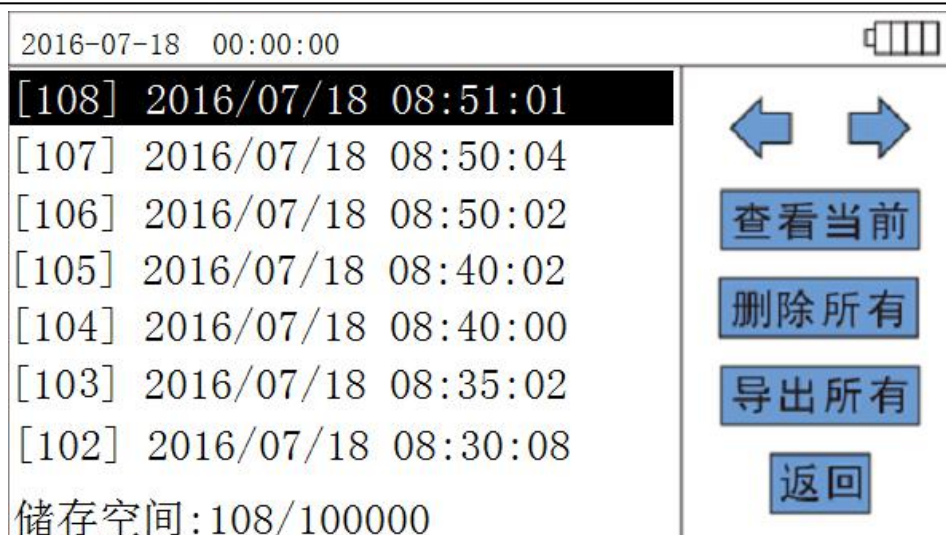 2016-07-18 00:00:00
[108] 2016/07/18 08:51:01
[107] 2016/07/18 08:50:04
[106] 2016/07/18 08:50:02
[105] 2016/07/18 08:40:02
[104] 2016/07/18 08:40:00
[103] 2016/07/18 08:35:02
[102] 2016/07/18 08:30:08
储存空间:108/100000
查看当前
删除所有
导出所有
返回